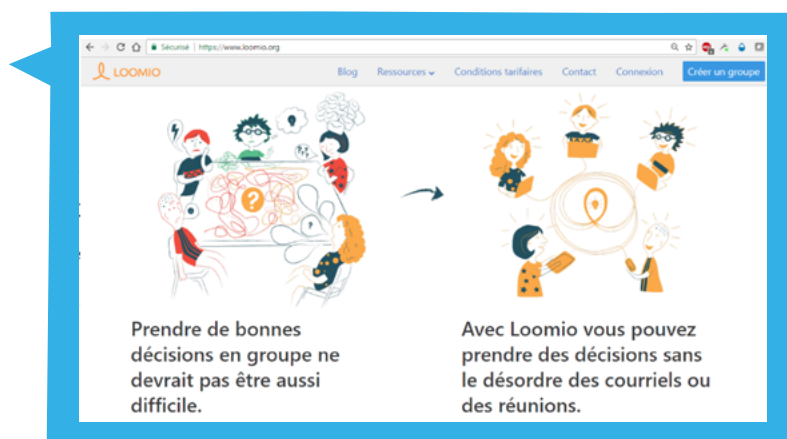 Sécurisé | https://www.loomio.org
LOOMIO Blog Ressources Conditions tarifaires Contact Connexion Créer un groupe
?
?
Prendre de bonnes
décisions en groupe ne
devrait pas être aussi
difficile.
Avec Loomio vous pouvez
prendre des décisions sans
le désordre des courriels ou
des réunions.